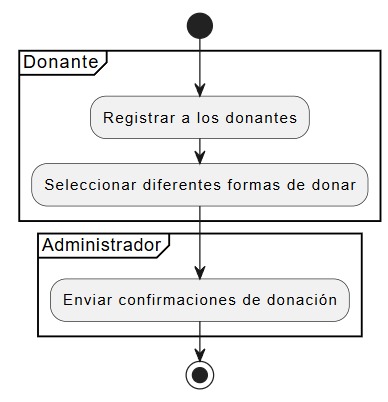 Donante
Registrar a los donantes
Seleccionar diferentes formas de donar
Administrador
Enviar confirmaciones de donación